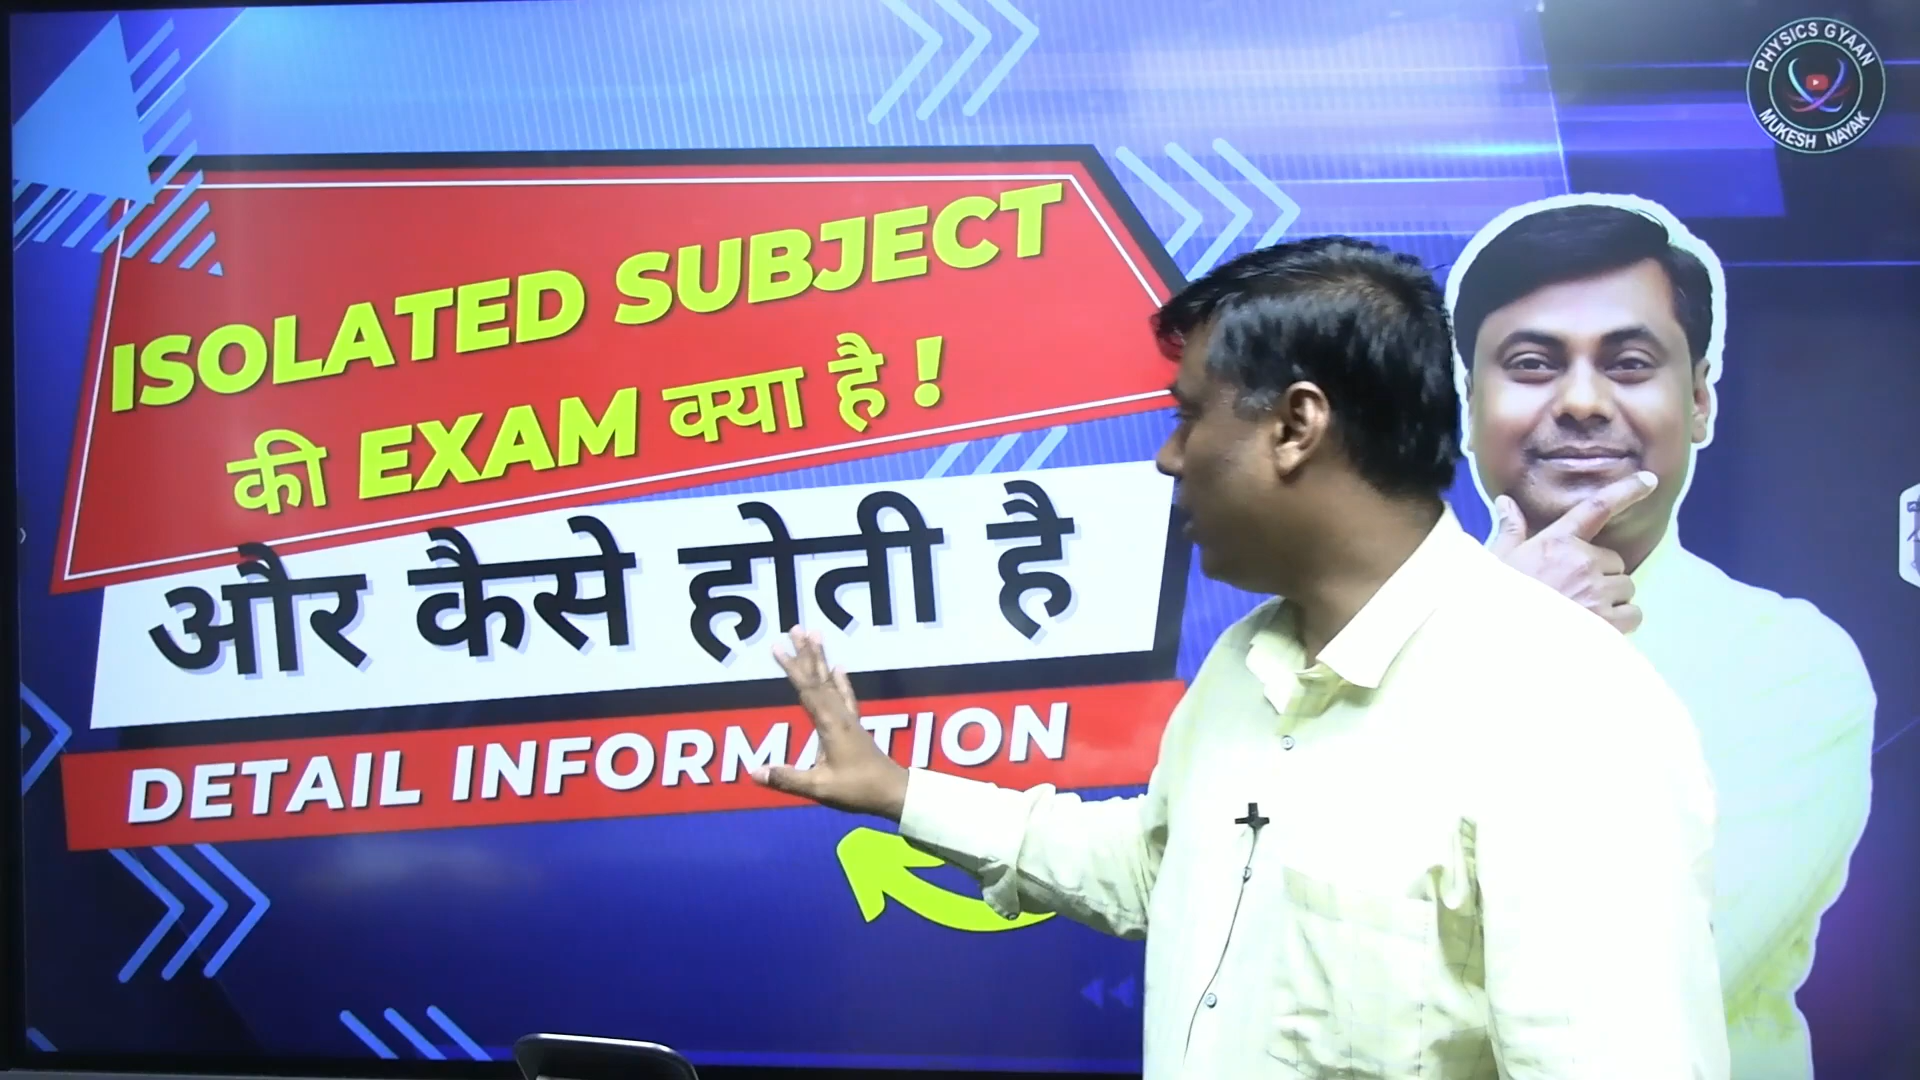 PHYSICS GYAAN
MUKESH NAYAK
ISOLATED SUBJECT
की EXAM क्या है !
और कैसे होती है
DETAIL INFORMATION